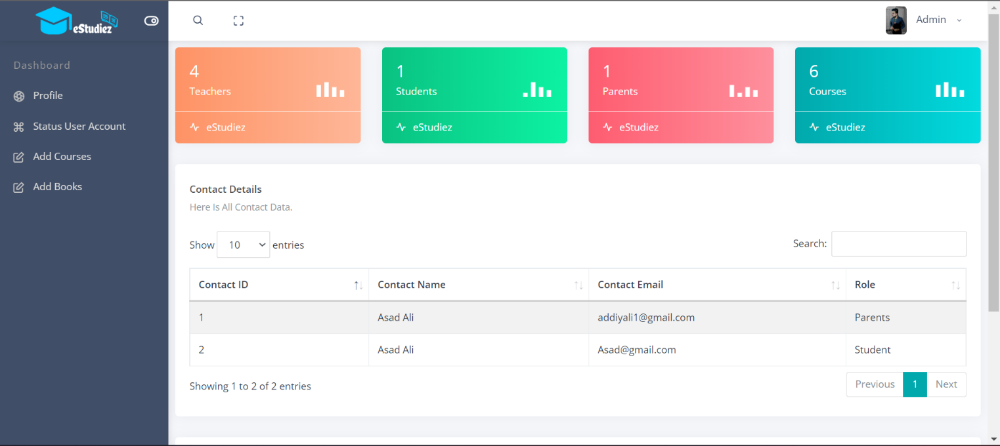 eStudiez
Admin
Dashboard
Profile
Status User Account
Add Courses
Add Books
4
Teachers
eStudiez
1
Students
eStudiez
1
Parents
eStudiez
6
Courses
eStudiez
Contact Details
Here Is All Contact Data.
Show 10 entries
Search:
Contact ID Contact Name Contact Email Role
1 Asad Ali addiyali1@gmail.com Parents
2 Asad Ali Asad@gmail.com Student
Showing 1 to 2 of 2 entries
Previous 1 Next